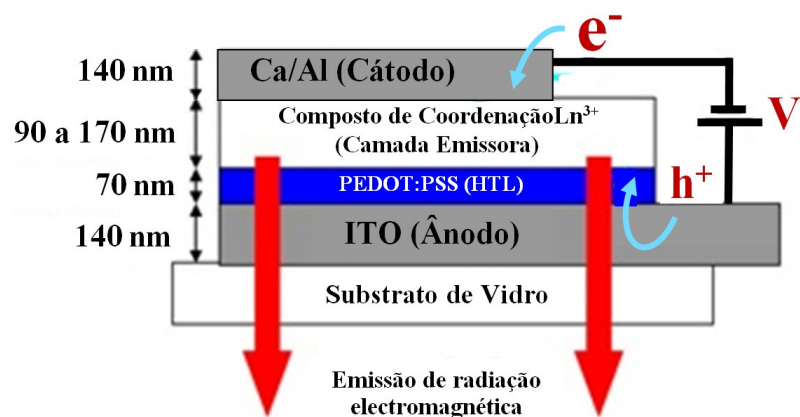 e-
140 nm
Ca/Al (Cátodo)
Composto de CoordenaçãoLn³⁺
90 a 170 nm
(Camada Emissora)
V
70 nm
PEDOT:PSS (HTL)
h⁺
140 nm
ITO (Ânodo)
Substrato de Vidro
Emissão de radiação
electromagnética